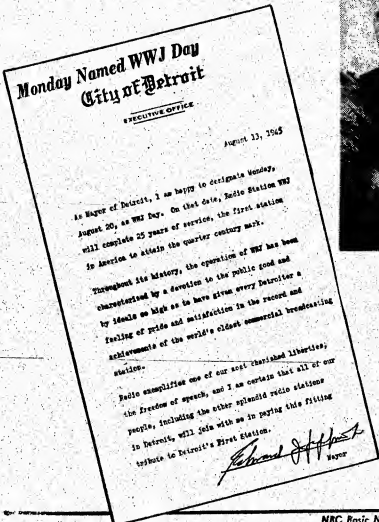 Monday Named WWJ Day
City of Detroit
EXECUTIVE OFFICE
August 13, 1945
As Mayor of Detroit, I am happy to designate Monday,
August 20, as WWJ Day. On that date, Radio Station WWJ
will complete 25 years of service, the first station
in America to attain the quarter century mark.
Throughout its history, the operation of WWJ has been
characterized by a devotion to the public good and
by ideals so high as to have given every Detroiter a
feeling of pride and satisfaction in the record and
achievements of the world's oldest commercial broadcasting
station.
Radio exemplifies one of our most cherished liberties,
the freedom of speech, and I am certain that all of our
people, including the other splendid radio stations
in Detroit, will join with me in paying this fitting
tribute to Detroit's First Station.
Mayor
NBC Basic